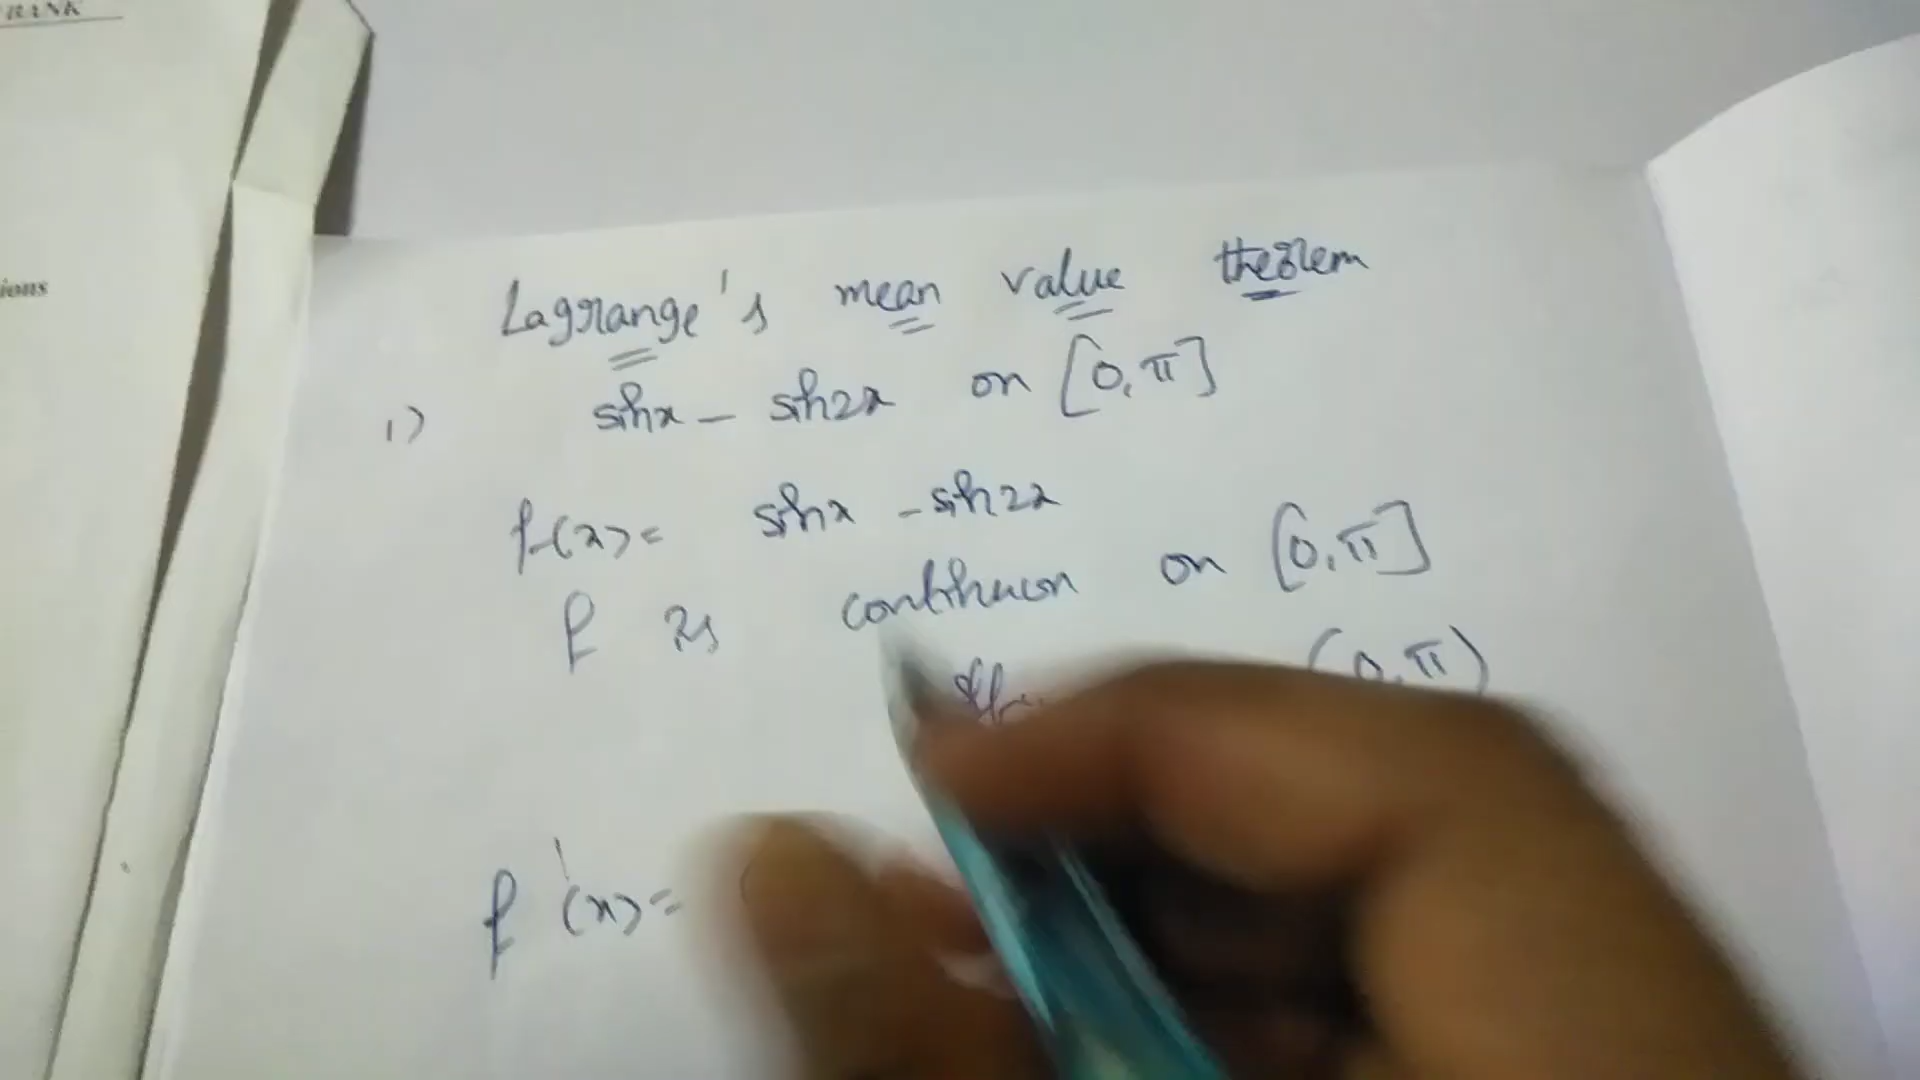 RANK
ions
Lagrange's mean value theorem
1) sinx - sin2x on [0,π]
f(x)= sinx - sin2x
f is continuous on [0,π]
(0,π)
f'(x)=